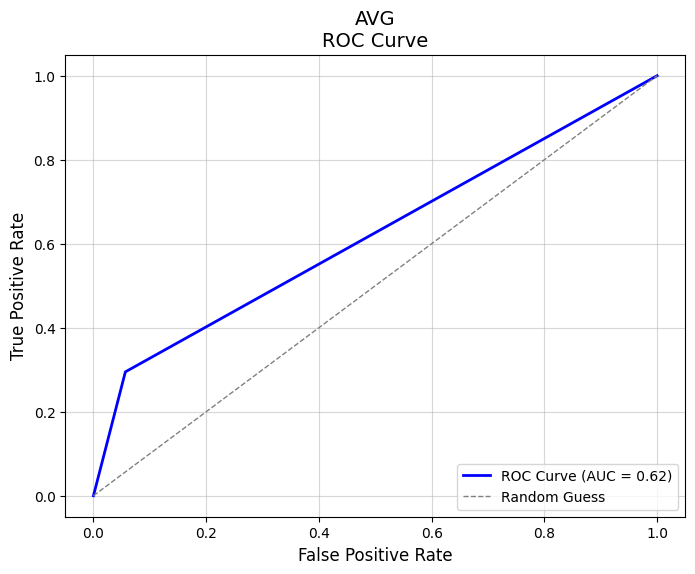 AVG
ROC Curve
True Positive Rate
1.0
0.8
0.6
0.4
0.2
0.0
ROC Curve (AUC = 0.62)
Random Guess
0.0 0.2 0.4 0.6 0.8 1.0
False Positive Rate